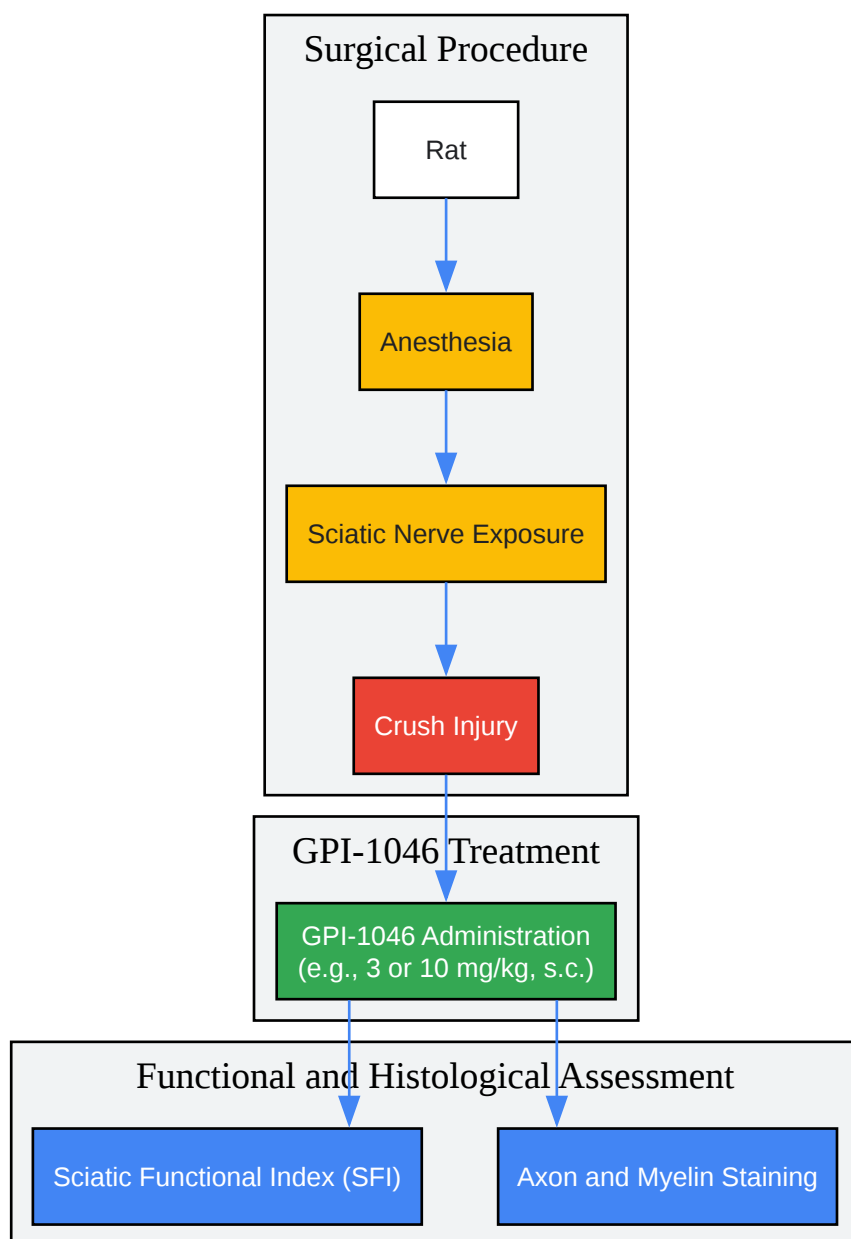 Surgical Procedure
Rat
Anesthesia
Sciatic Nerve Exposure
Crush Injury
GPI-1046 Treatment
GPI-1046 Administration
(e.g., 3 or 10 mg/kg, s.c.)
Functional and Histological Assessment
Sciatic Functional Index (SFI)
Axon and Myelin Staining